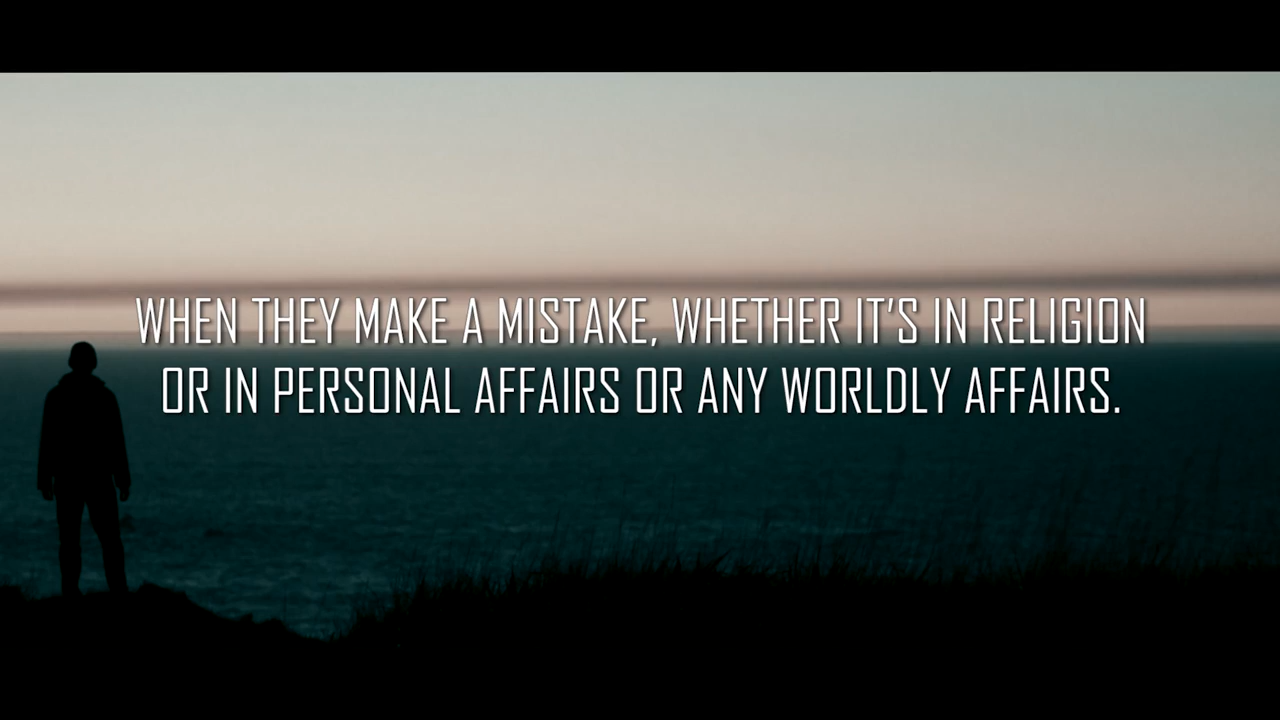 WHEN THEY MAKE A MISTAKE, WHETHER IT'S IN RELIGION
OR IN PERSONAL AFFAIRS OR ANY WORLDLY AFFAIRS.